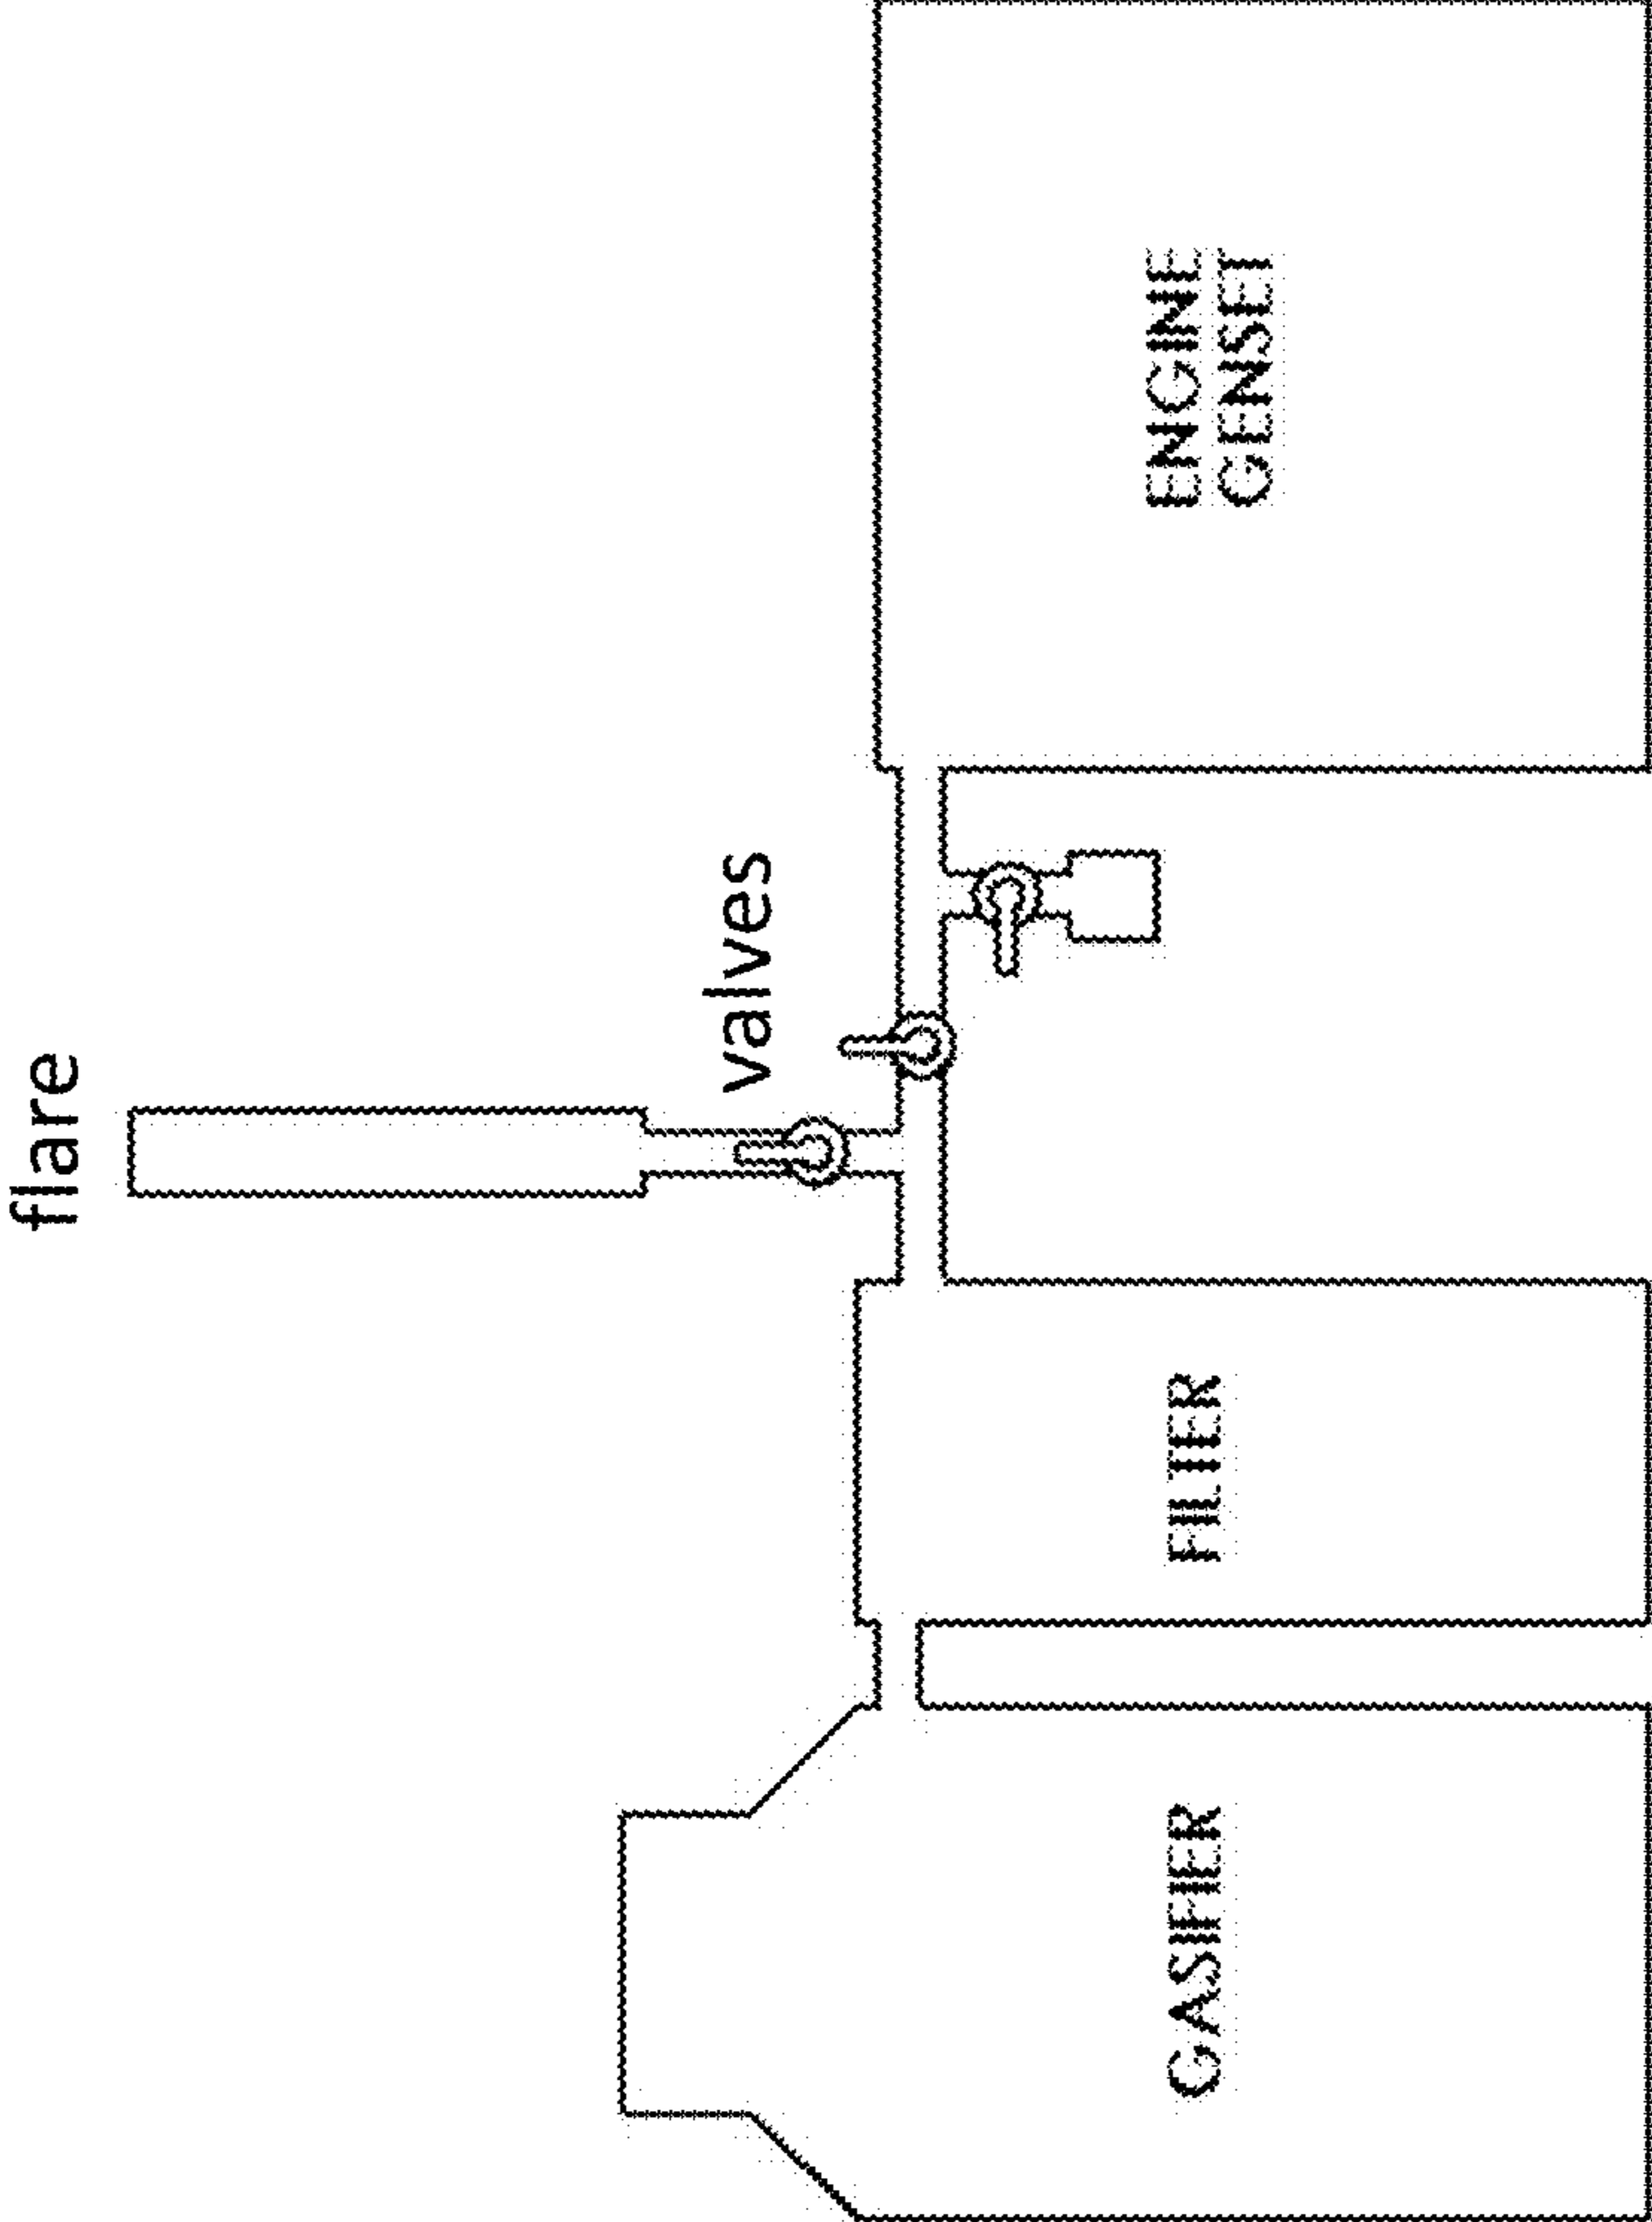 flare
valves
GASIFIER
FILTER
ENGINE
GENSET